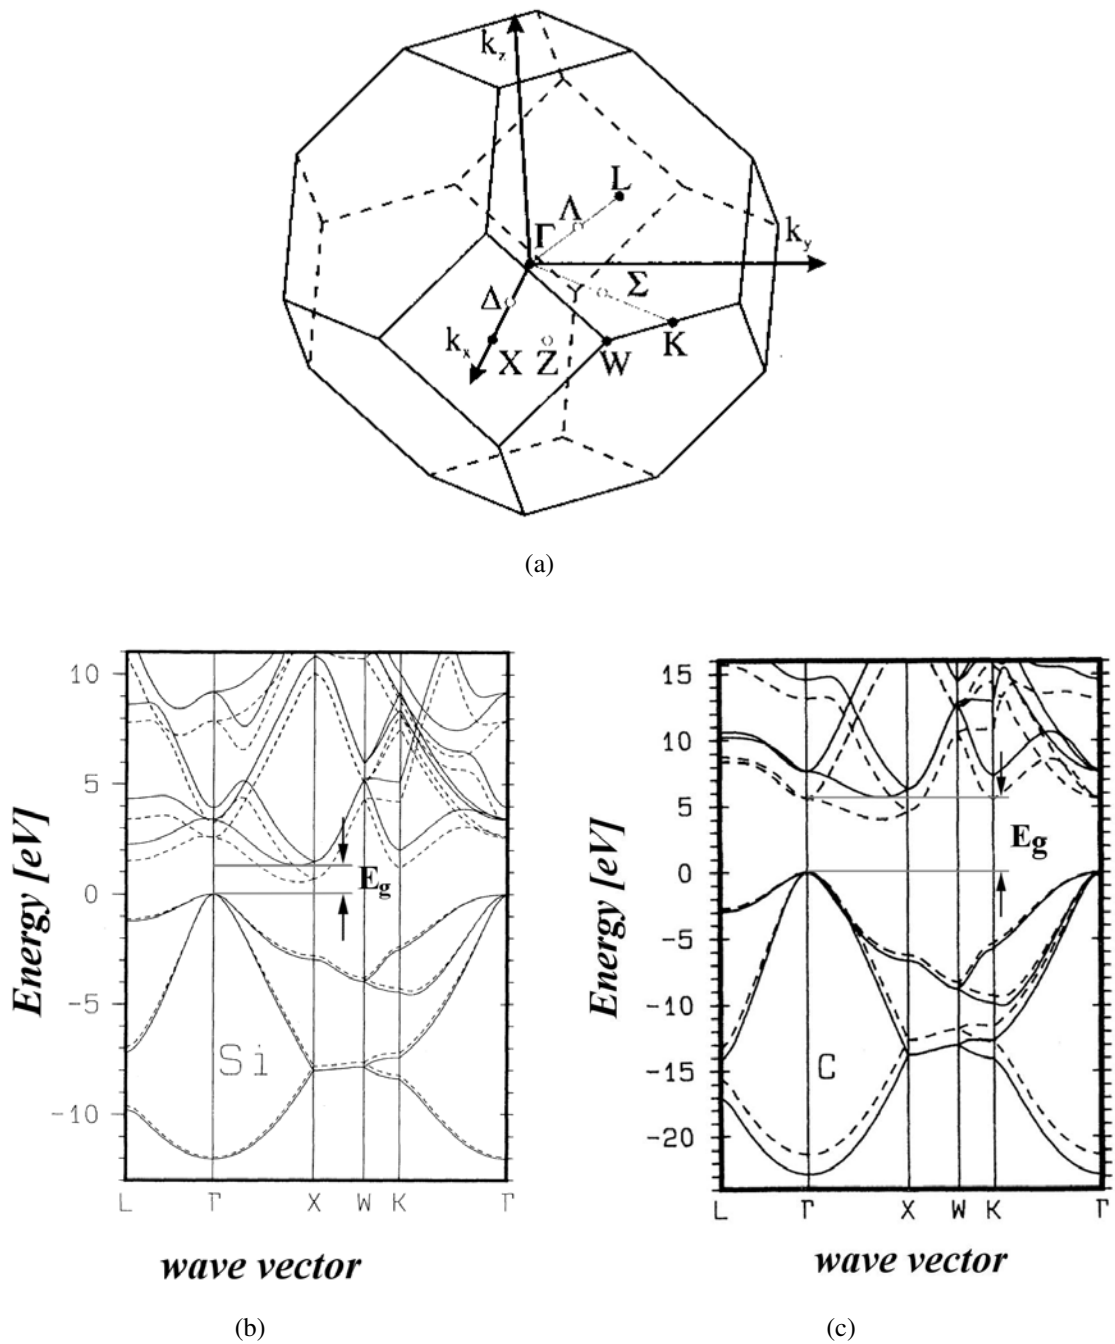 k_z
L
Λ
Γ
k_y
Σ
Δ
k_x
X
Z
W
K
(a)
10
5
0
-5
-10
Energy [eV]
E_g
Si
L Γ X W K Γ
wave vector
(b)
15
10
5
0
-5
-10
-15
-20
Energy [eV]
E_g
C
L Γ X W K Γ
wave vector
(c)